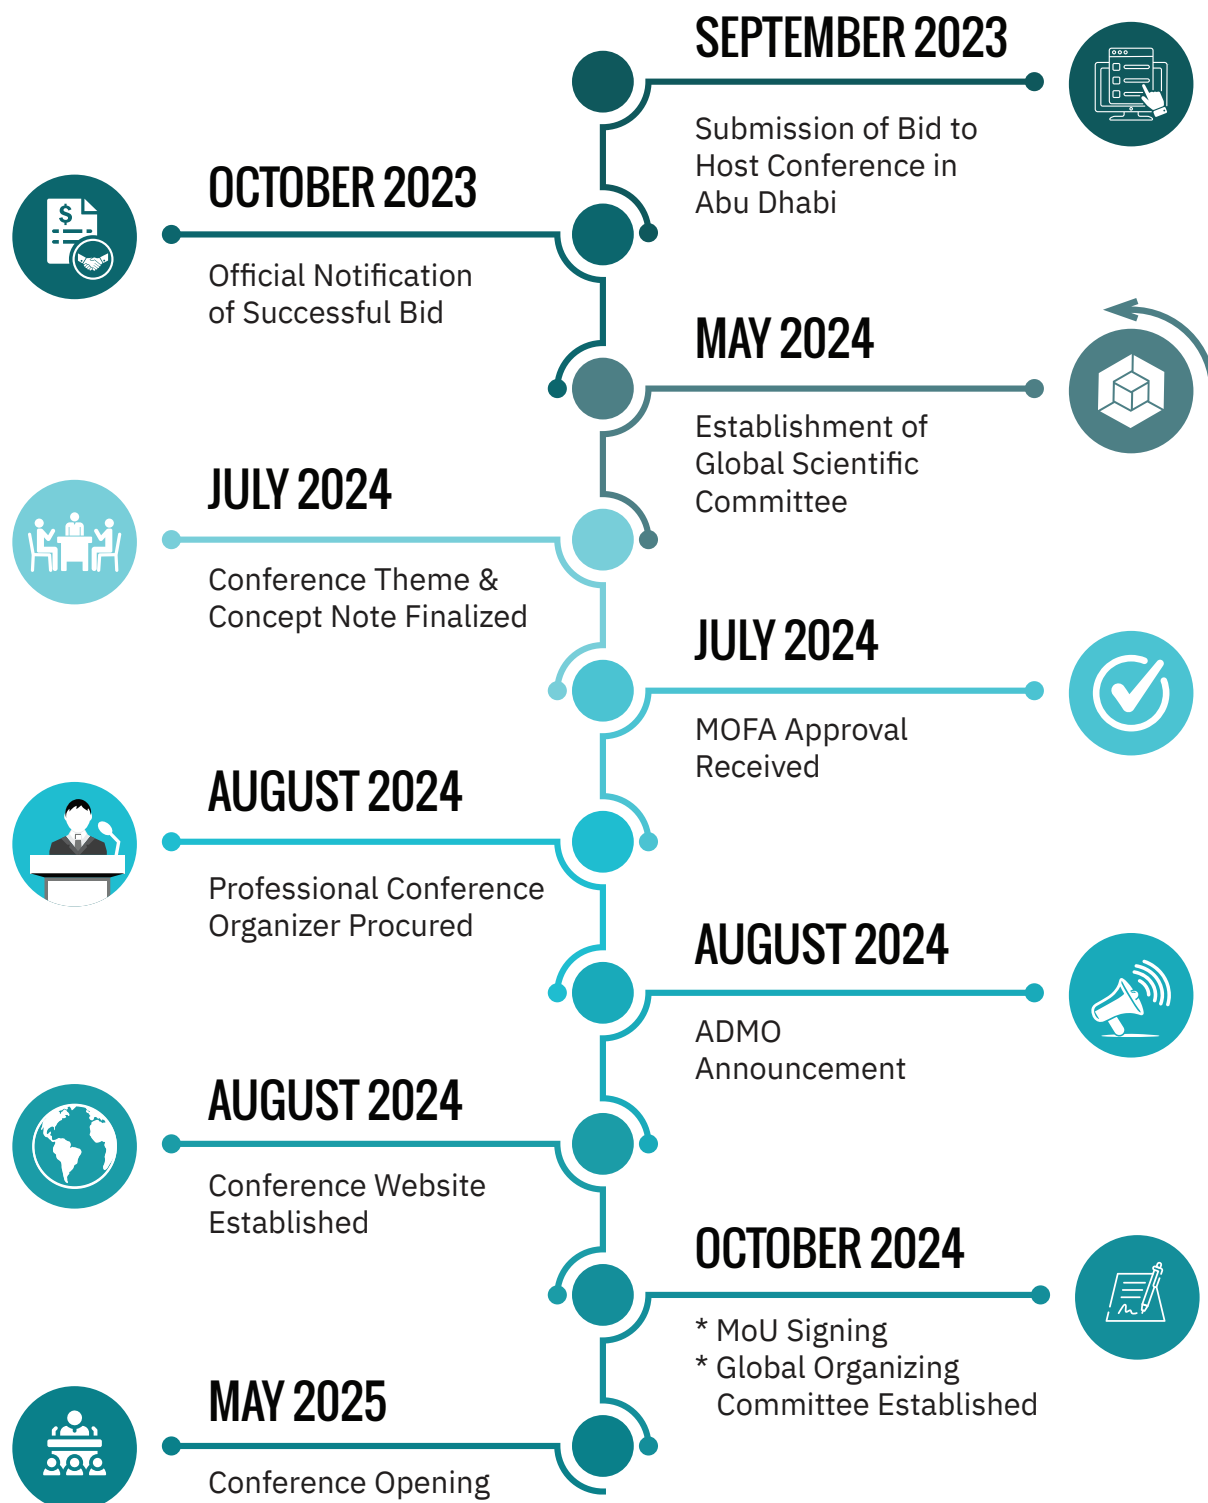 SEPTEMBER 2023
Submission of Bid to
Host Conference in
Abu Dhabi
OCTOBER 2023
Official Notification
of Successful Bid
MAY 2024
Establishment of
Global Scientific
Committee
JULY 2024
Conference Theme &
Concept Note Finalized
JULY 2024
MOFA Approval
Received
AUGUST 2024
Professional Conference
Organizer Procured
AUGUST 2024
ADMO
Announcement
AUGUST 2024
Conference Website
Established
OCTOBER 2024
* MoU Signing
* Global Organizing
Committee Established
MAY 2025
Conference Opening
$